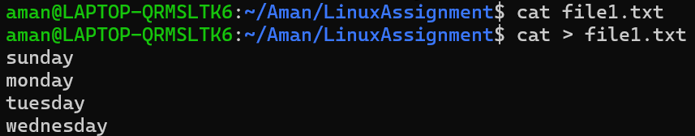 aman@LAPTOP-QRMSLTK6:~/Aman/LinuxAssignment$ cat file1.txt
aman@LAPTOP-QRMSLTK6:~/Aman/LinuxAssignment$ cat > file1.txt
sunday
monday
tuesday
wednesday